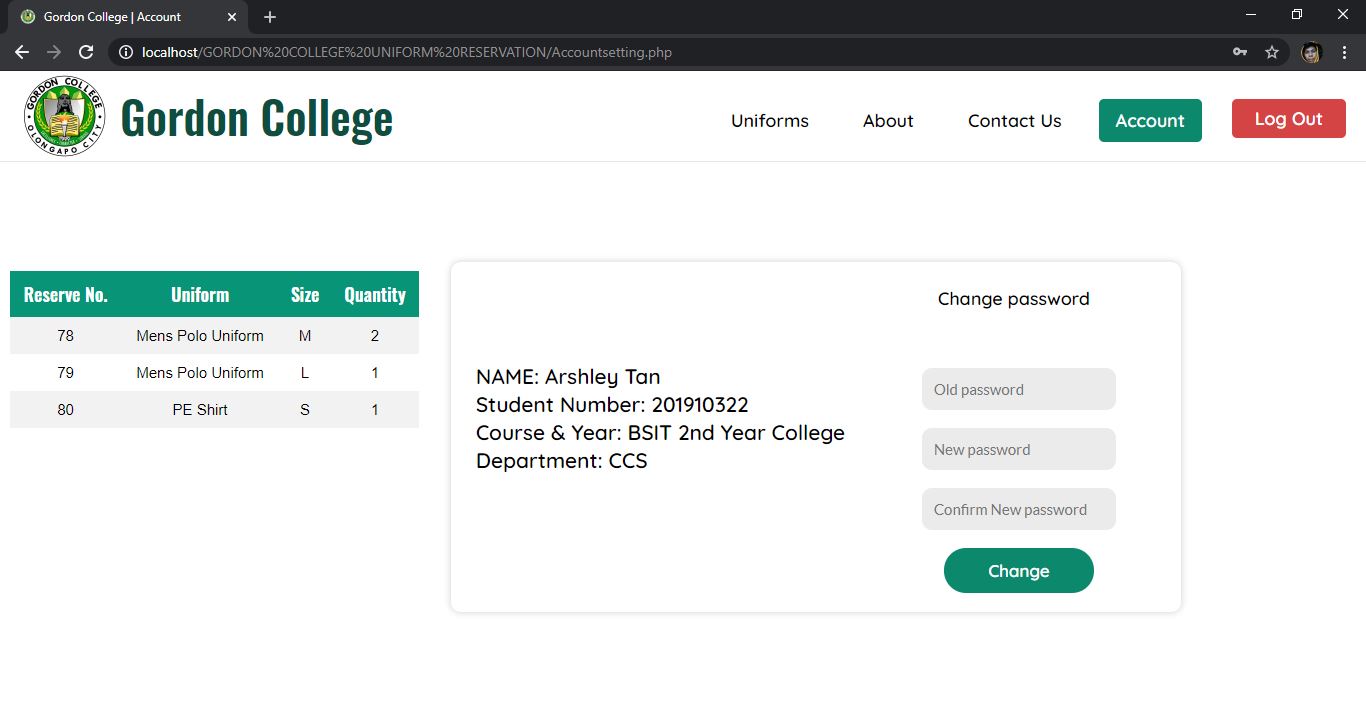 Gordon College | Account
localhost/GORDON%20COLLEGE%20UNIFORM%20RESERVATION/Accountsetting.php
GORDON COLLEGE
OLONGAPO CITY
Gordon College
Uniforms
About
Contact Us
Account
Log Out
Reserve No. Uniform Size Quantity
78 Mens Polo Uniform M 2
79 Mens Polo Uniform L 1
80 PE Shirt S 1
NAME: Arshley Tan
Student Number: 201910322
Course & Year: BSIT 2nd Year College
Department: CCS
Change password
Old password
New password
Confirm New password
Change